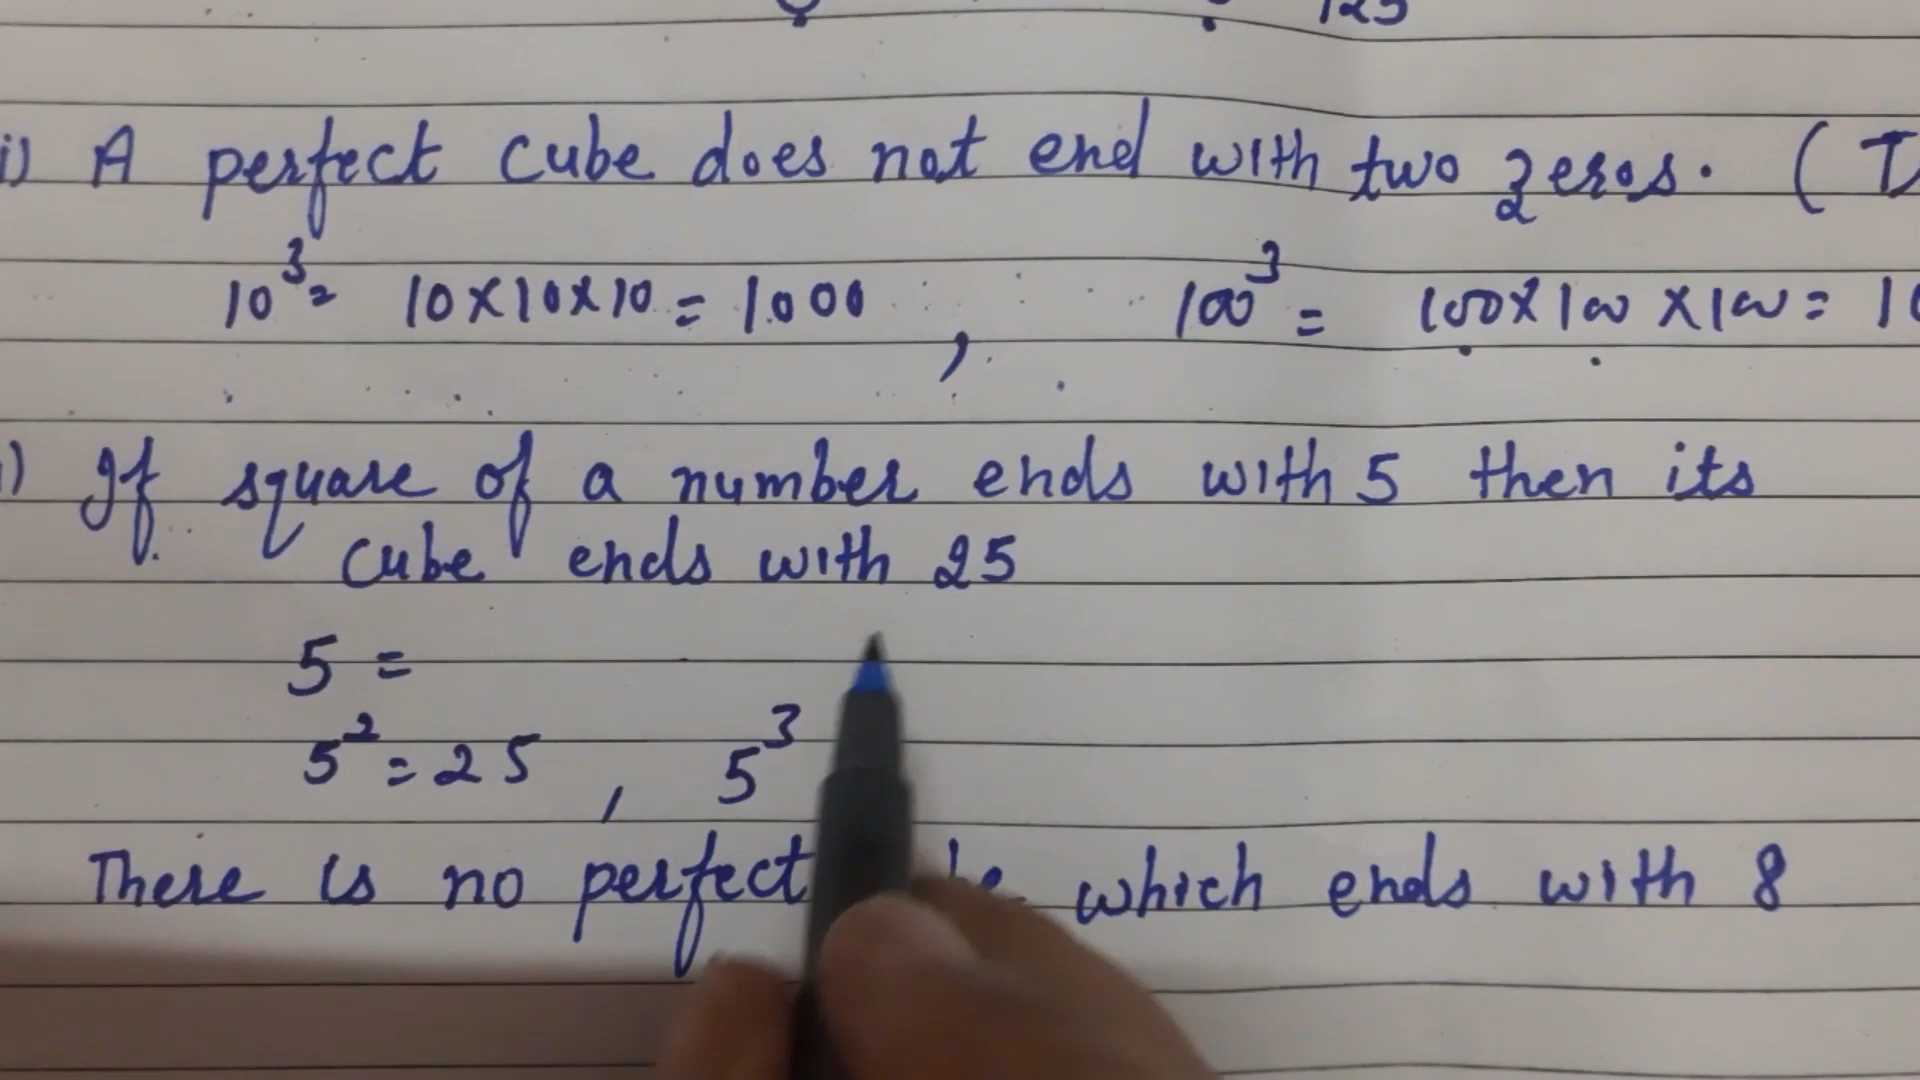 125
i) A perfect cube does not end with two zeros. (T
10³= 10×10×10 = 1000 , 100³ = 100×100×100= 10
i) If square of a number ends with 5 then its
cube ends with 25
5 =
5² = 25 , 5³
There is no perfect which ends with 8